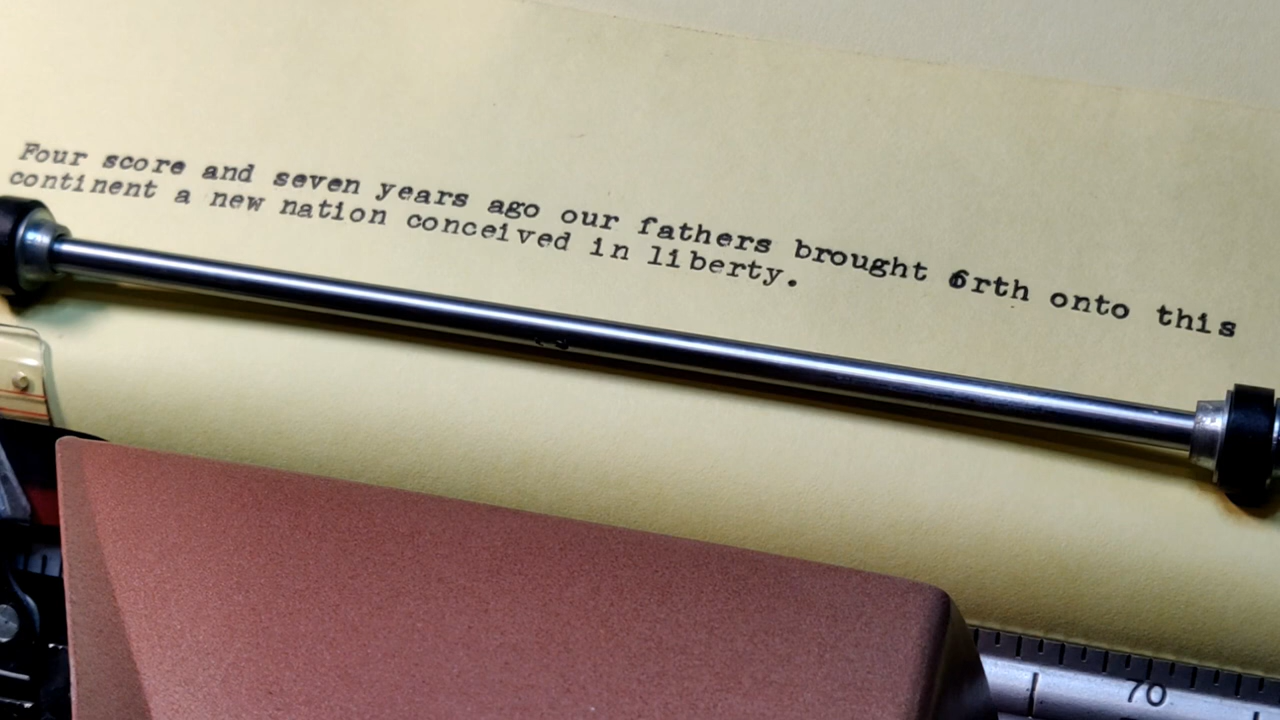 Four score and seven years ago our fathers brought 6rth onto this
continent a new nation conceived in liberty.
70